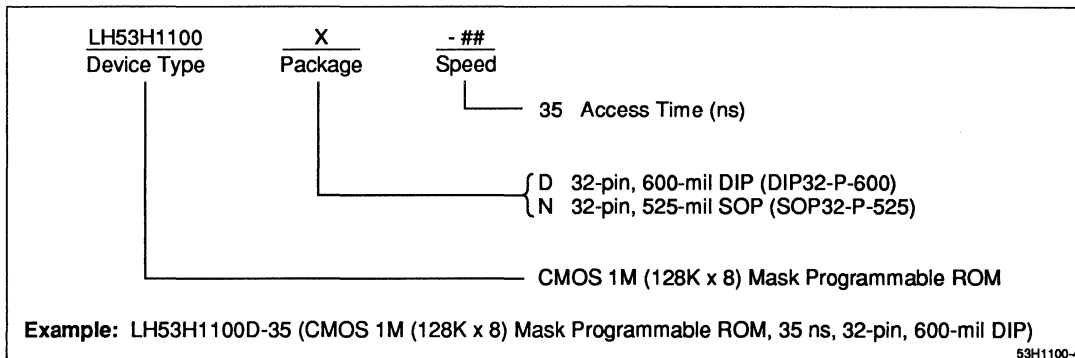 LH53H1100 X - ##
Device Type Package Speed
35 Access Time (ns)
D 32-pin, 600-mil DIP (DIP32-P-600)
N 32-pin, 525-mil SOP (SOP32-P-525)
CMOS 1M (128K x 8) Mask Programmable ROM
Example: LH53H1100D-35 (CMOS 1M (128K x 8) Mask Programmable ROM, 35 ns, 32-pin, 600-mil DIP)